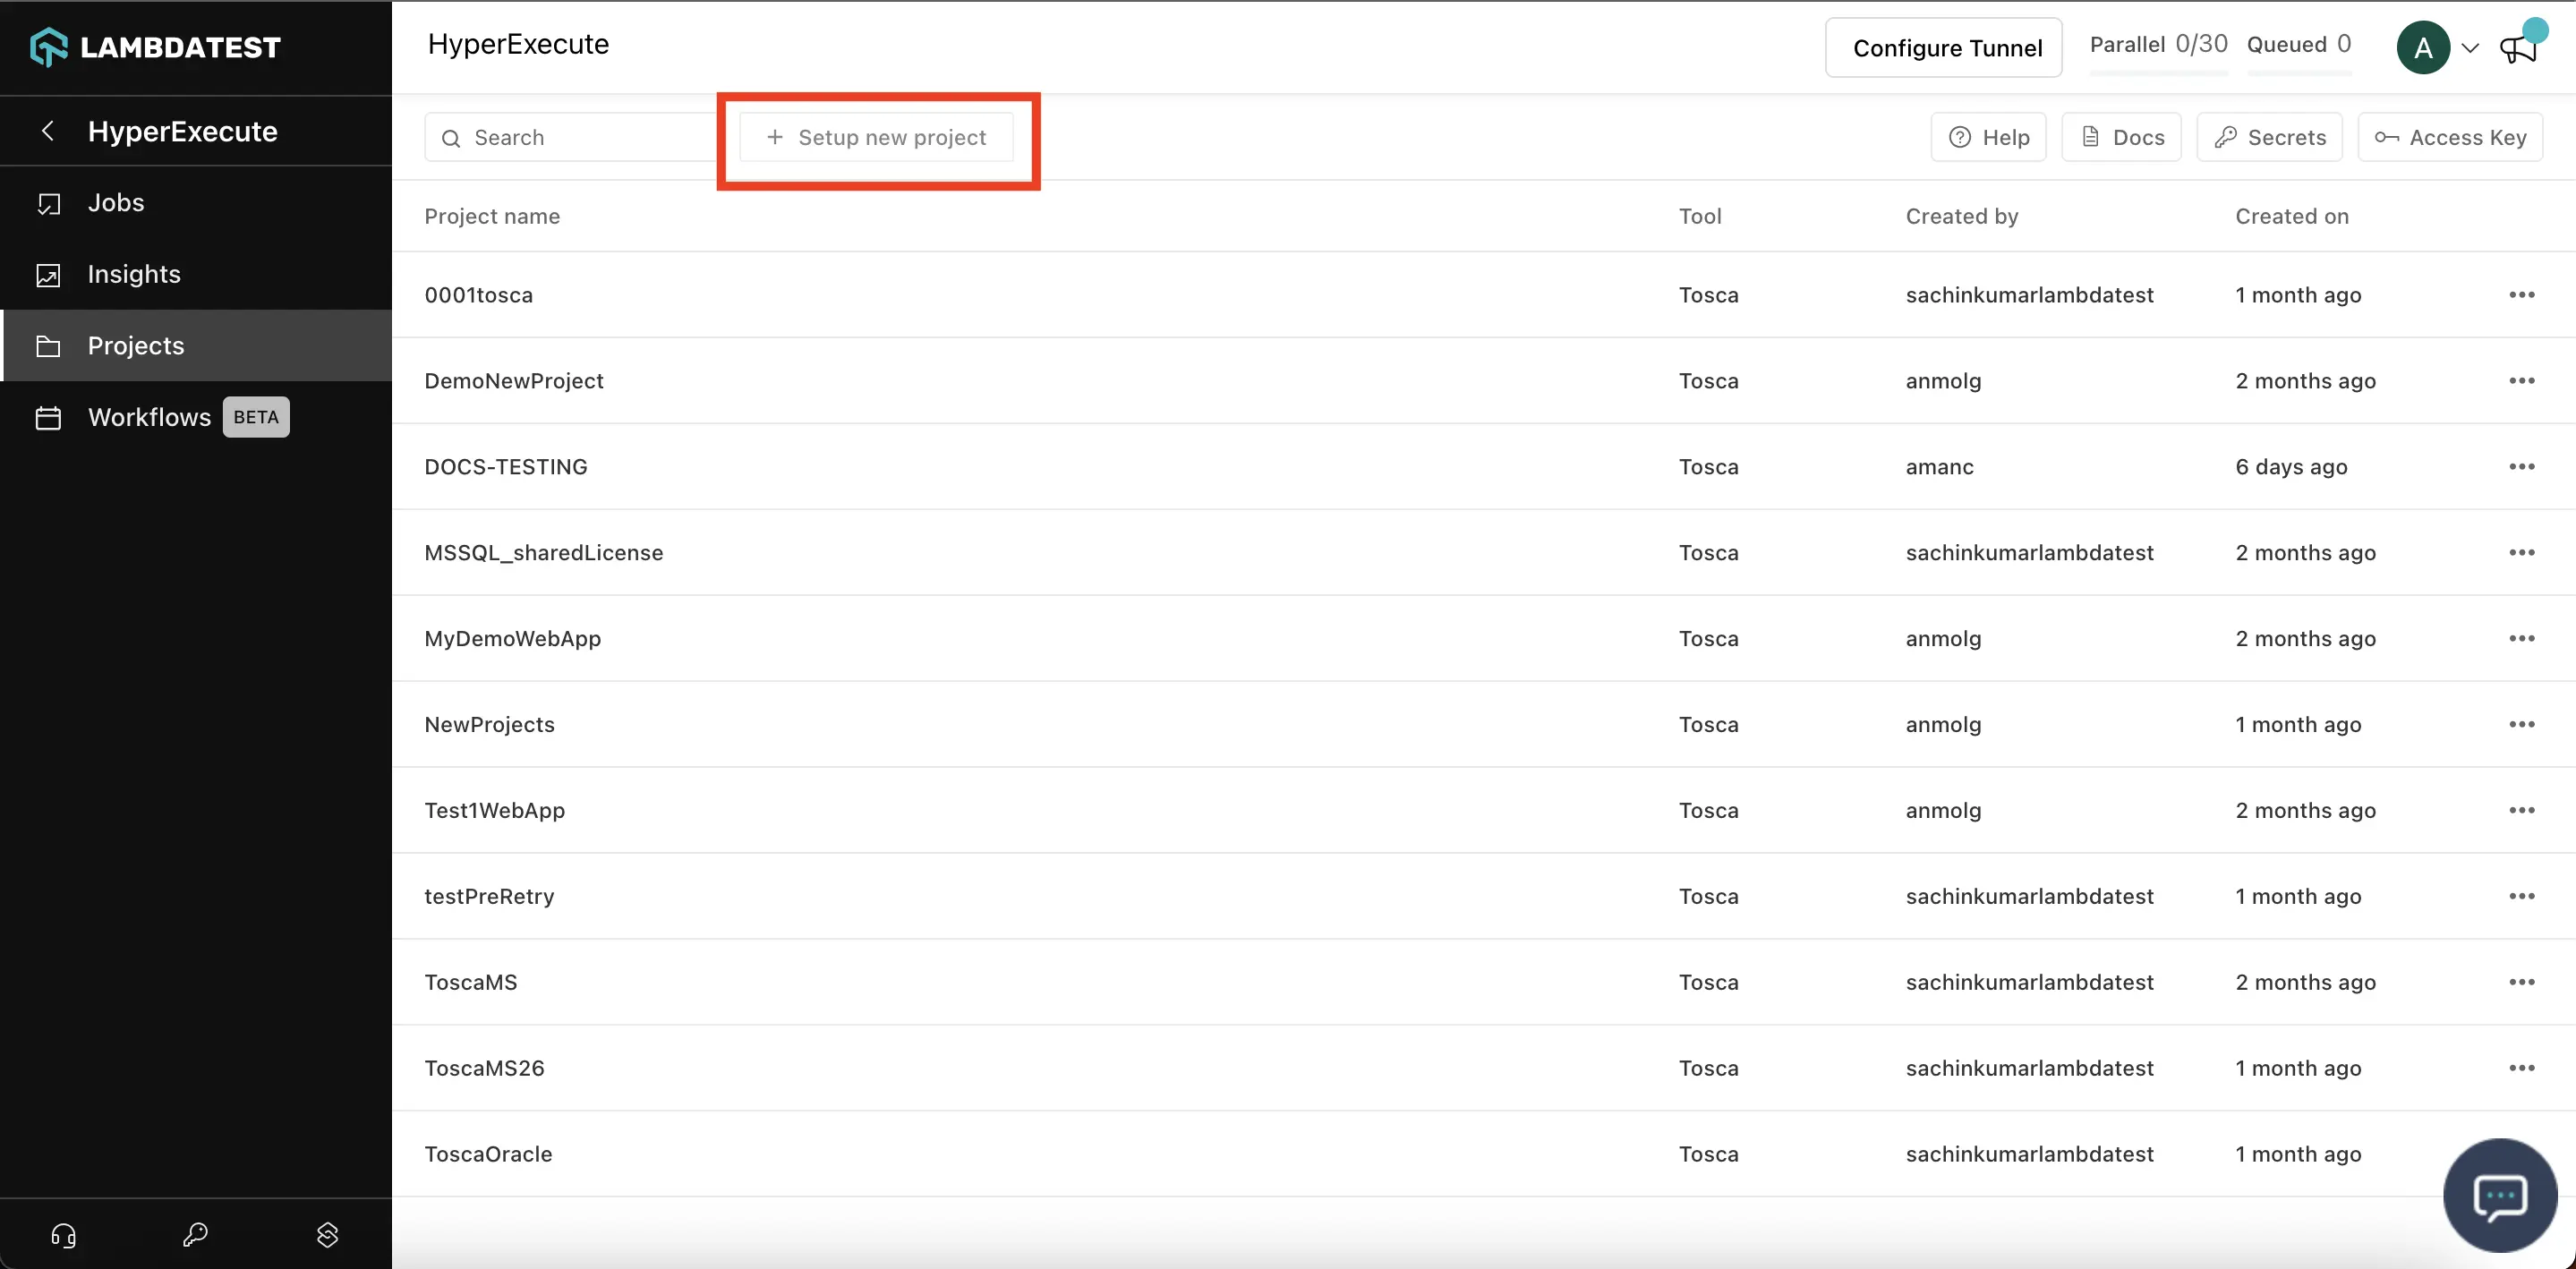 LAMBDATEST
HyperExecute
Configure Tunnel
Parallel 0/30
Queued 0
A
HyperExecute
Search
+ Setup new project
Help
Docs
Secrets
Access Key
Jobs
Insights
Projects
Workflows BETA
Project name Tool Created by Created on
0001tosca Tosca sachinkumarlambdatest 1 month ago
DemoNewProject Tosca anmolg 2 months ago
DOCS-TESTING Tosca amanc 6 days ago
MSSQL_sharedLicense Tosca sachinkumarlambdatest 2 months ago
MyDemoWebApp Tosca anmolg 2 months ago
NewProjects Tosca anmolg 1 month ago
Test1WebApp Tosca anmolg 2 months ago
testPreRetry Tosca sachinkumarlambdatest 1 month ago
ToscaMS Tosca sachinkumarlambdatest 2 months ago
ToscaMS26 Tosca sachinkumarlambdatest 1 month ago
ToscaOracle Tosca sachinkumarlambdatest 1 month ago